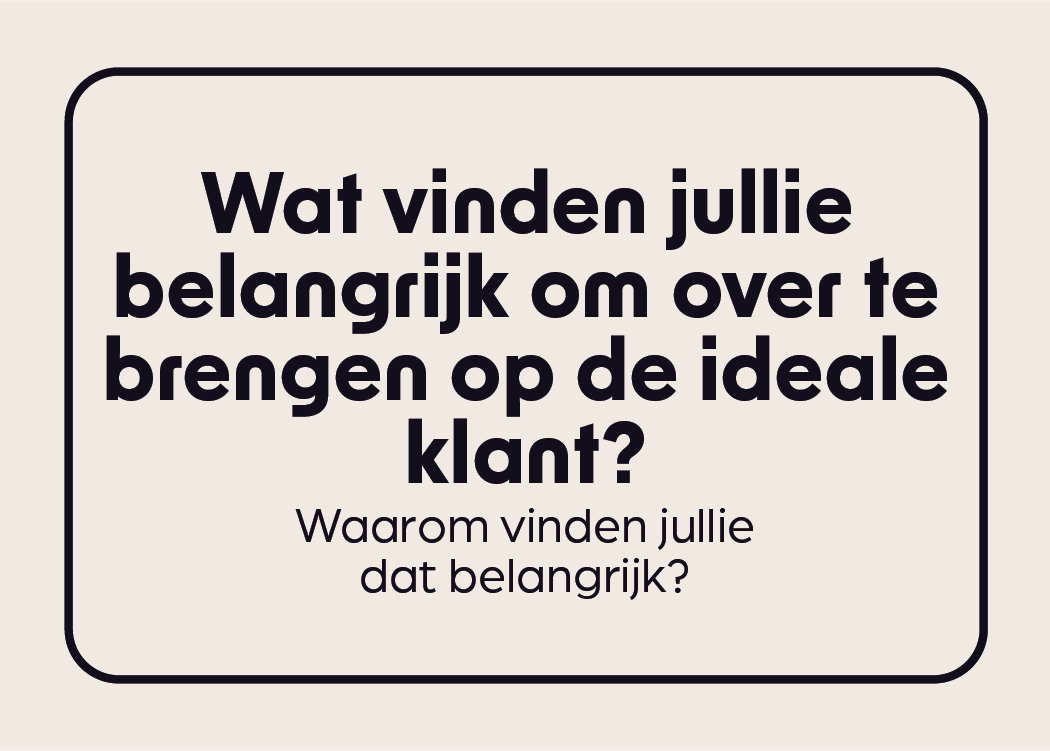 Wat vinden jullie
belangrijk om over te
brengen op de ideale
klant?
Waarom vinden jullie
dat belangrijk?